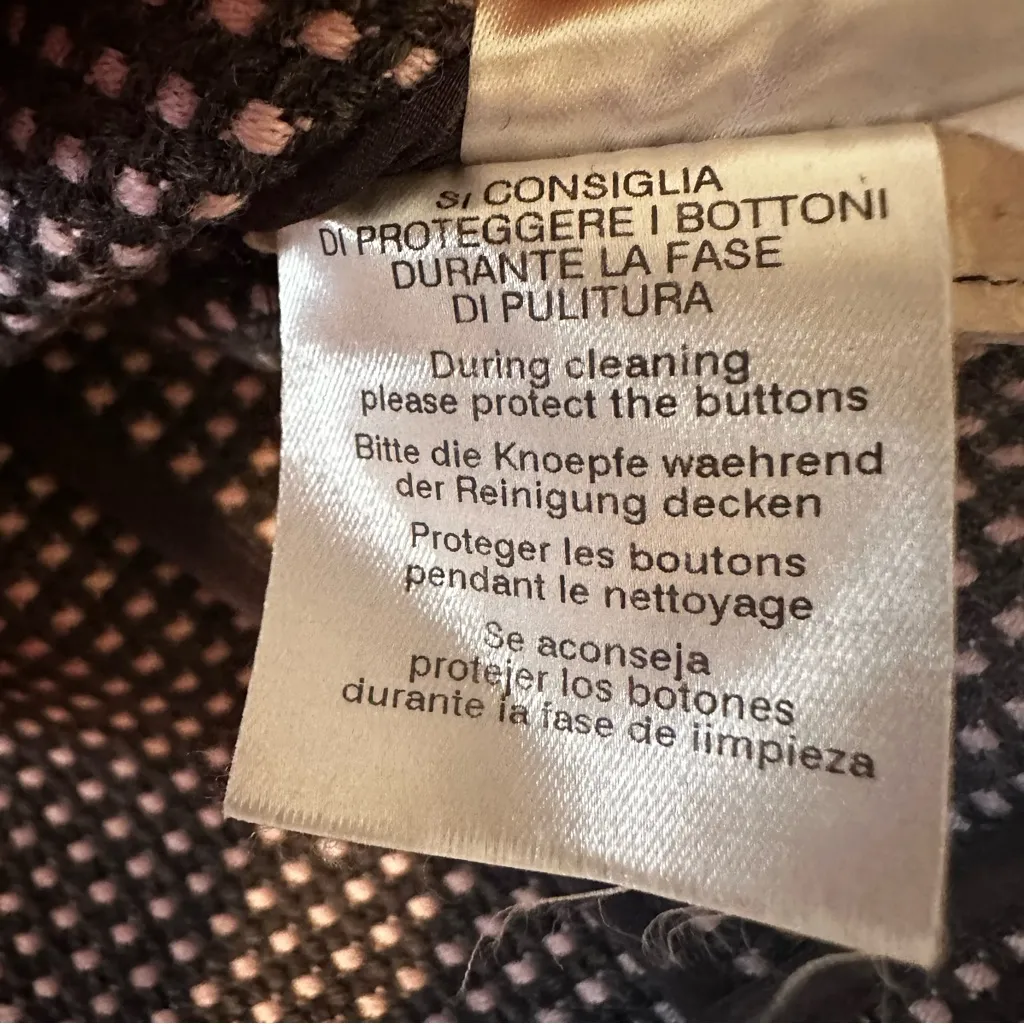 SI CONSIGLIA
DI PROTEGGERE I BOTTONI
DURANTE LA FASE
DI PULITURA
During cleaning
please protect the buttons
Bitte die Knoepfe waehrend
der Reinigung decken
Proteger les boutons
pendant le nettoyage
Se aconseja
protejer los botones
durante la fase de limpieza